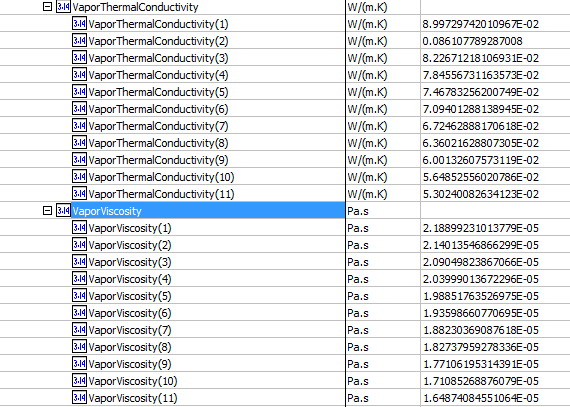 VaporThermalConductivity W/(m.K)
VaporThermalConductivity(1) W/(m.K) 8.99729742010967E-02
VaporThermalConductivity(2) W/(m.K) 0.086107789287008
VaporThermalConductivity(3) W/(m.K) 8.22671218106931E-02
VaporThermalConductivity(4) W/(m.K) 7.84556731163573E-02
VaporThermalConductivity(5) W/(m.K) 7.46783256200749E-02
VaporThermalConductivity(6) W/(m.K) 7.09401288138945E-02
VaporThermalConductivity(7) W/(m.K) 6.72462888170618E-02
VaporThermalConductivity(8) W/(m.K) 6.36021628807305E-02
VaporThermalConductivity(9) W/(m.K) 6.00132607573119E-02
VaporThermalConductivity(10) W/(m.K) 5.64852556020786E-02
VaporThermalConductivity(11) W/(m.K) 5.30240082634123E-02
VaporViscosity Pa.s
VaporViscosity(1) Pa.s 2.18899231013779E-05
VaporViscosity(2) Pa.s 2.14013546866299E-05
VaporViscosity(3) Pa.s 2.09049823867066E-05
VaporViscosity(4) Pa.s 2.03999013672296E-05
VaporViscosity(5) Pa.s 1.98851763526975E-05
VaporViscosity(6) Pa.s 1.93598660770695E-05
VaporViscosity(7) Pa.s 1.88230369087618E-05
VaporViscosity(8) Pa.s 1.82737959278336E-05
VaporViscosity(9) Pa.s 1.77106195314391E-05
VaporViscosity(10) Pa.s 1.71085268876079E-05
VaporViscosity(11) Pa.s 1.64874084551064E-05